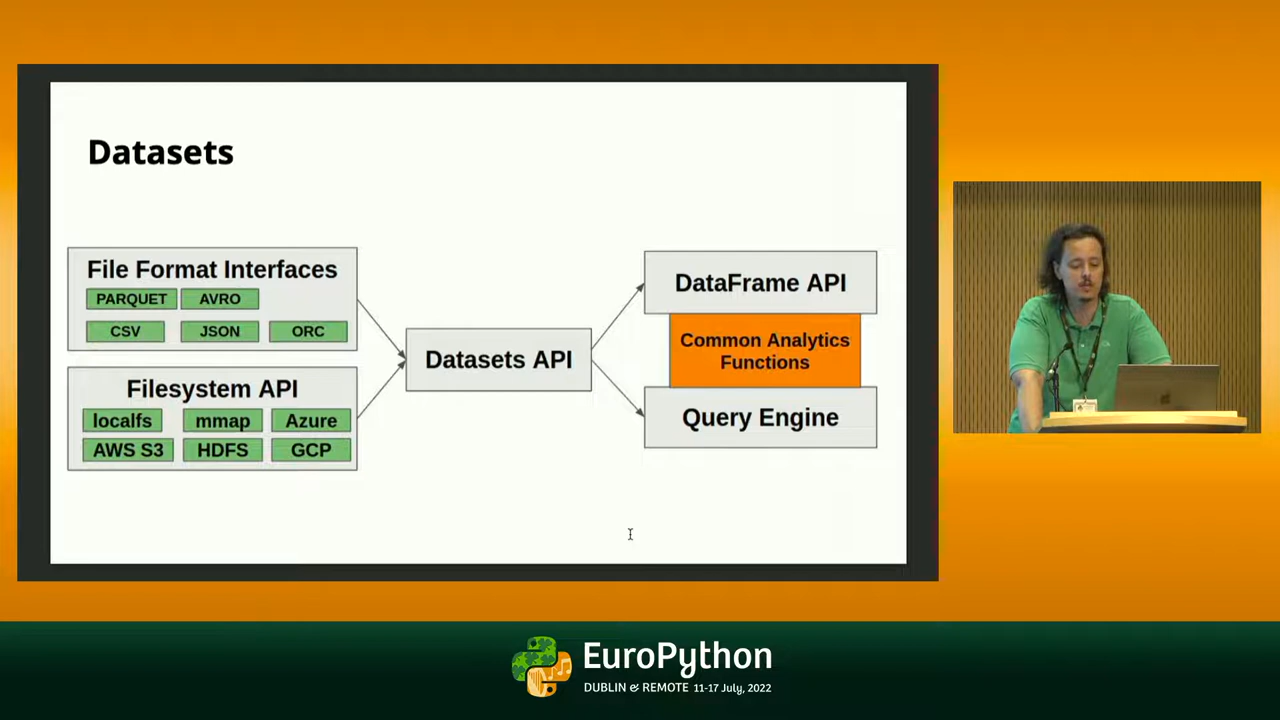 Datasets
File Format Interfaces
PARQUET AVRO
CSV JSON ORC
Filesystem API
localfs mmap Azure
AWS S3 HDFS GCP
Datasets API
DataFrame API
Common Analytics
Functions
Query Engine
EuroPython
DUBLIN & REMOTE 11-17 July, 2022